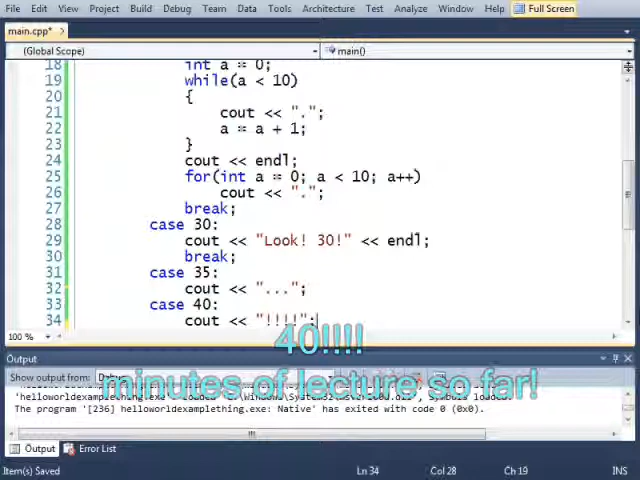 File Edit View Project Build Debug Team Data Tools Architecture Test Analyze Window Help Full Screen
main.cpp* x
(Global Scope) main()
18 int a = 0;
19 while(a < 10)
20 {
21 cout << ".";
22 a = a + 1;
23 }
24 cout << endl;
25 for(int a = 0; a < 10; a++)
26 cout << ".";
27 break;
28 case 30:
29 cout << "Look! 30!" << endl;
30 break;
31 case 35:
32 cout << "...";
33 case 40:
34 cout << "!!!!";
40!!!!
100 %
Output
Show output from:
minutes of lecture so far!
The program '[236] helloworldexamplething.exe: Native' has exited with code 0 (0x0).
Output Error List
Item(s) Saved Ln 34 Col 28 Ch 19 INS